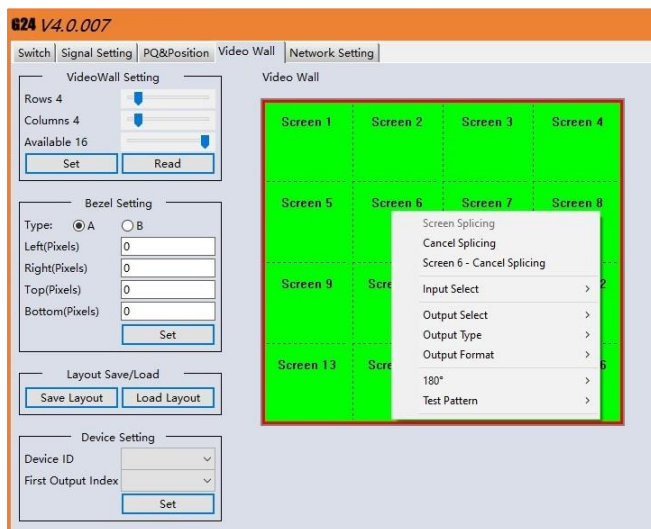 G24 V4.0.007
Switch Signal Setting PQ&Position Video Wall Network Setting
VideoWall Setting
Rows 4
Columns 4
Available 16
Set Read
Bezel Setting
Type: A B
Left(Pixels) 0
Right(Pixels) 0
Top(Pixels) 0
Bottom(Pixels) 0
Set
Layout Save/Load
Save Layout Load Layout
Device Setting
Device ID
First Output Index
Set
Video Wall
Screen 1 Screen 2 Screen 3 Screen 4
Screen 5 Screen 6 Screen 7 Screen 8
Screen 9 Scre 2
Screen 13 Scre 6
Screen Splicing
Cancel Splicing
Screen 6 - Cancel Splicing
Input Select >
Output Select >
Output Type >
Output Format >
180° >
Test Pattern >